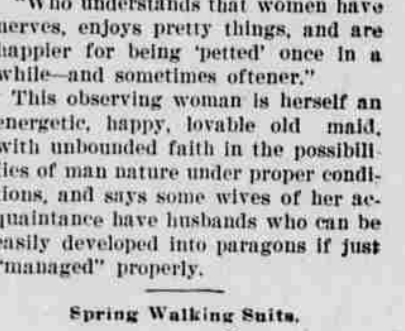 "Who understands that women have
nerves, enjoys pretty things, and are
happier for being 'petted' once in a
while—and sometimes oftener."
This observing woman is herself an
energetic, happy, lovable old maid,
with unbounded faith in the possibili-
ties of man nature under proper condi-
tions, and says some wives of her ac-
quaintance have husbands who can be
easily developed into paragons if just
"managed" properly.
Spring Walking Suits.